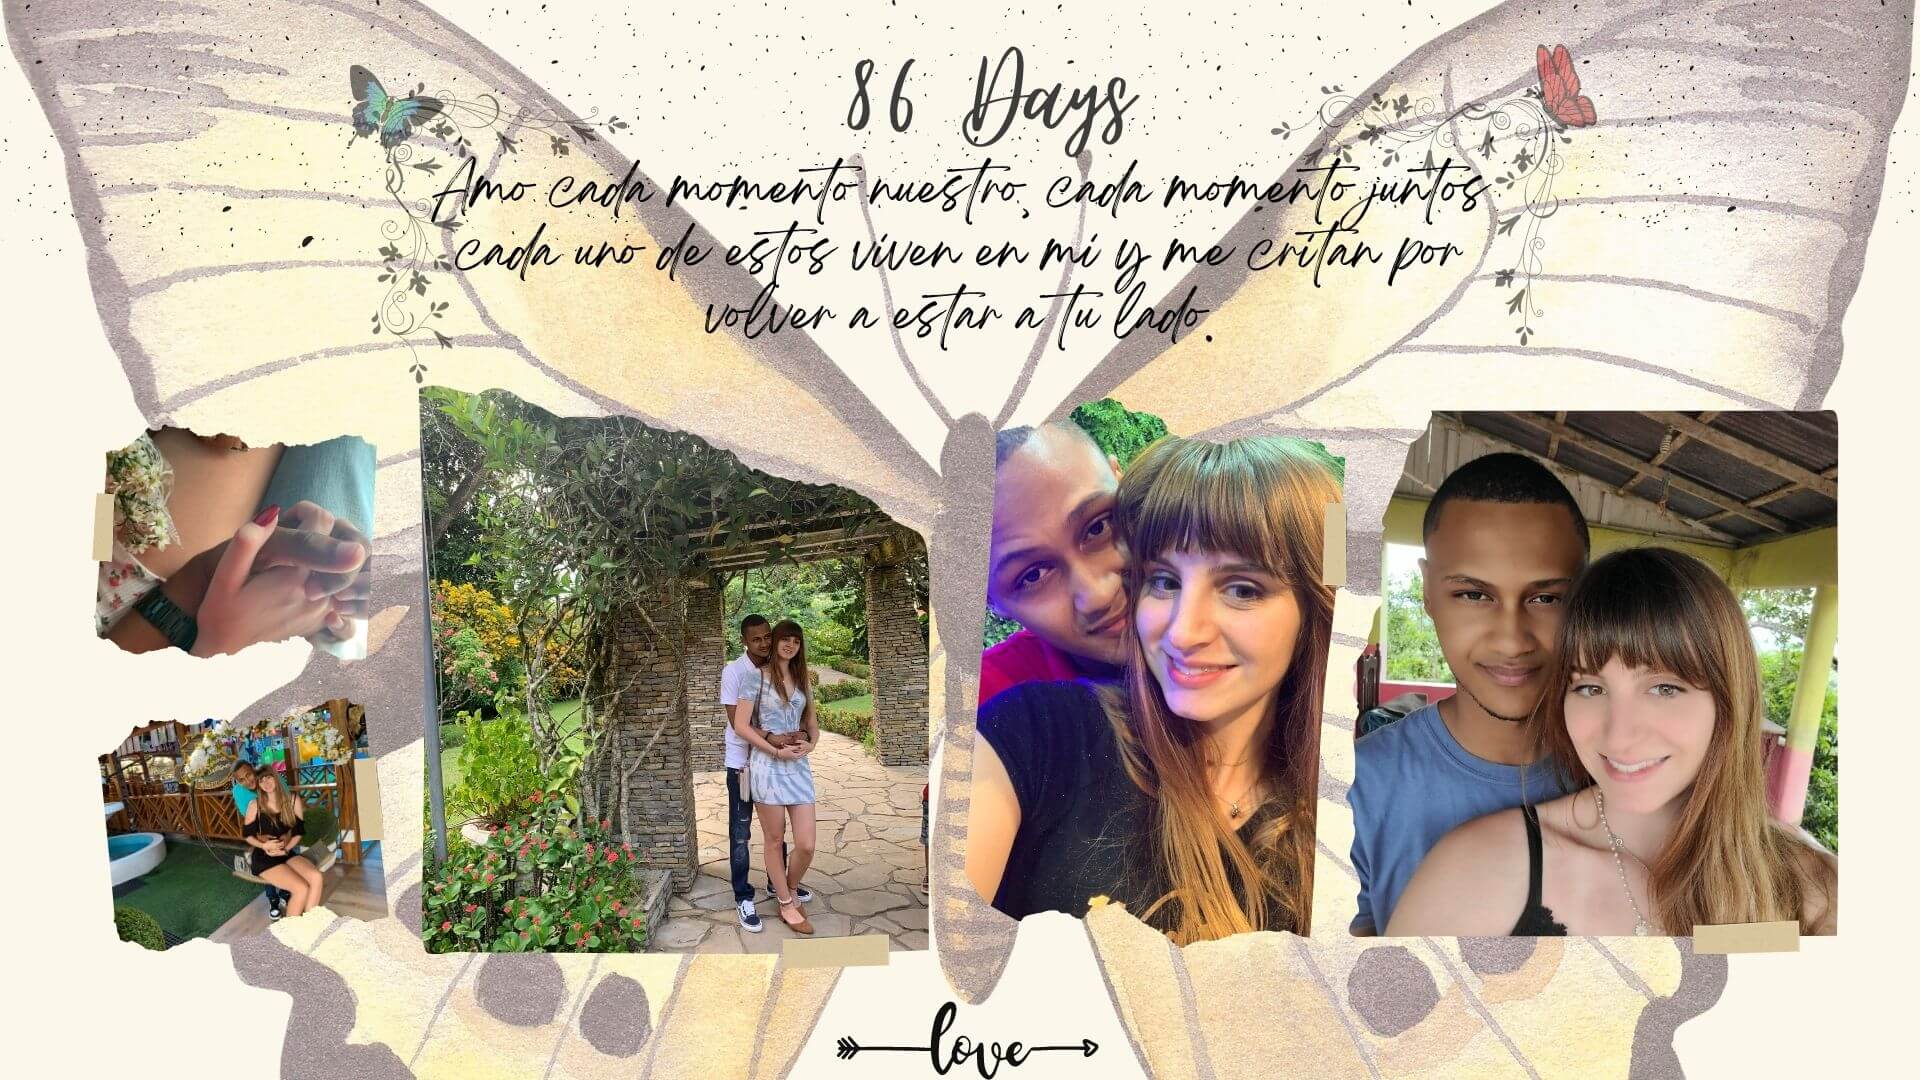 86 Days
Amo cada momento nuestro, cada momento juntos
cada uno de estos viven en mi y me critan por
volver a estar a tu lado.
love